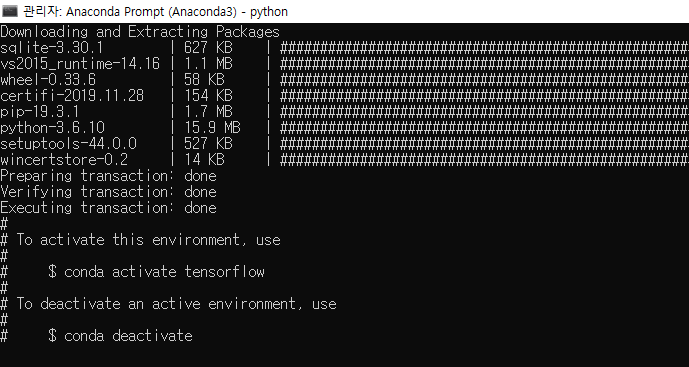 관리자: Anaconda Prompt (Anaconda3) - python
Downloading and Extracting Packages
sqlite-3.30.1 | 627 KB | ####################################################
vs2015_runtime-14.16 | 1.1 MB | ####################################################
wheel-0.33.6 | 58 KB | ####################################################
certifi-2019.11.28 | 154 KB | ####################################################
pip-19.3.1 | 1.7 MB | ####################################################
python-3.6.10 | 15.9 MB | ####################################################
setuptools-44.0.0 | 527 KB | ####################################################
wincertstore-0.2 | 14 KB | ####################################################
Preparing transaction: done
Verifying transaction: done
Executing transaction: done
#
# To activate this environment, use
#
# $ conda activate tensorflow
#
# To deactivate an active environment, use
#
# $ conda deactivate